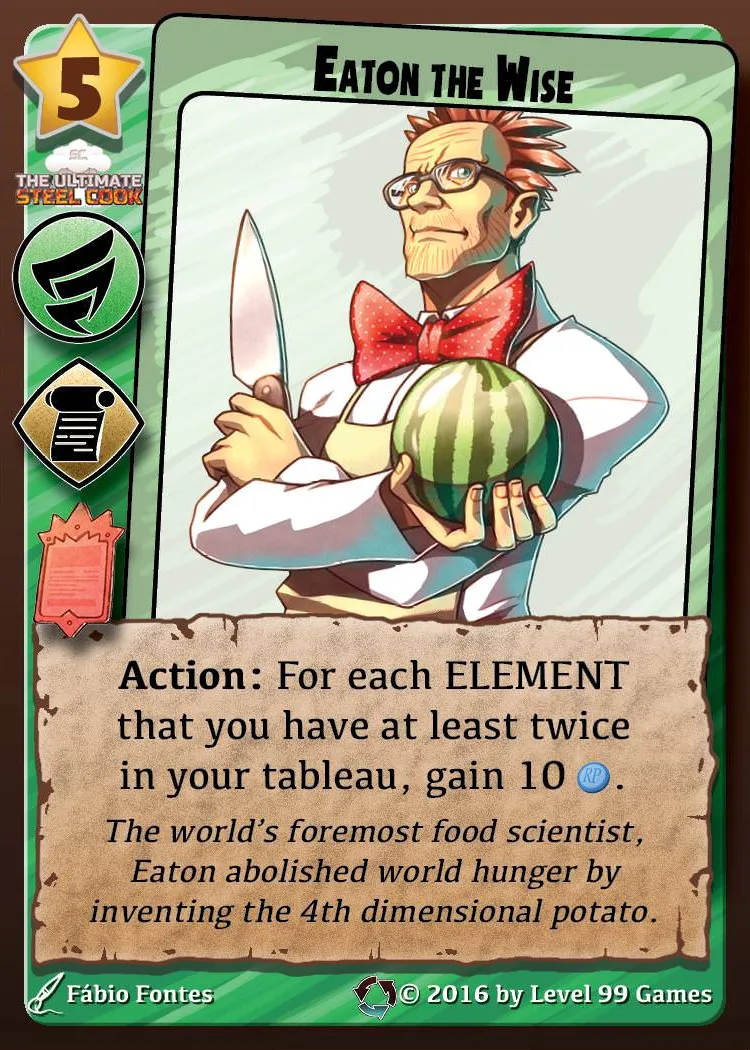 Eaton the Wise
5
SC
THE ULTIMATE
STEEL COOK
Action: For each ELEMENT
that you have at least twice
in your tableau, gain 10 RP.
The world's foremost food scientist,
Eaton abolished world hunger by
inventing the 4th dimensional potato.
Fábio Fontes
© 2016 by Level 99 Games